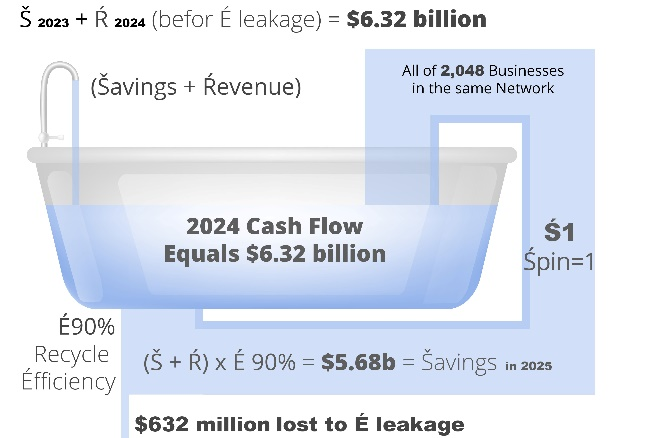 Š 2023 + Ŕ 2024 (befor É leakage) = $6.32 billion
All of 2,048 Businesses
in the same Network
(Šavings + Ŕevenue)
2024 Cash Flow
Equals $6.32 billion
Ś1
Śpin=1
É90%
Recycle
Éfficiency
(Š + Ŕ) x É 90% = $5.68b = Šavings in 2025
$632 million lost to É leakage